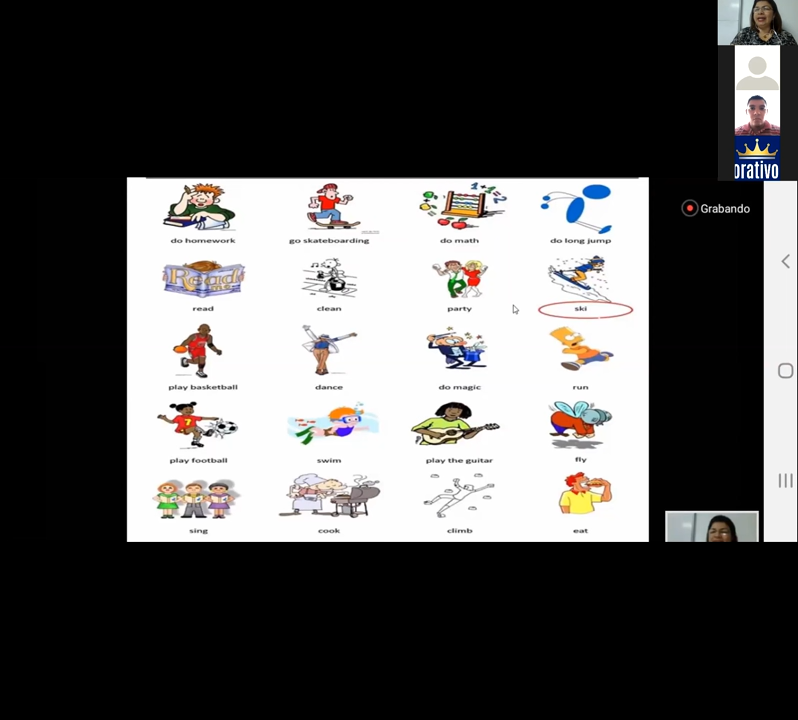 orativo
Grabando
do homework go skateboarding do math do long jump
Read
read clean party ski
play basketball dance do magic run
play football swim play the guitar fly
sing cook climb eat